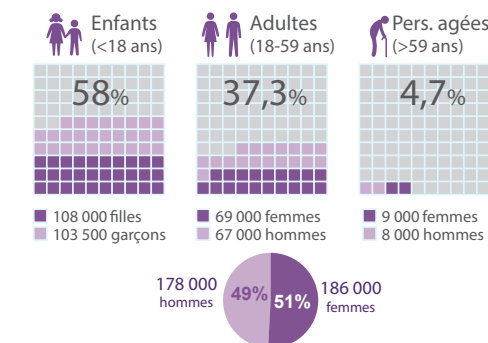 Enfants
(<18 ans)
58%
108 000 filles
103 500 garçons
Adultes
(18-59 ans)
37,3%
69 000 femmes
67 000 hommes
Pers. agées
(>59 ans)
4,7%
9 000 femmes
8 000 hommes
178 000
hommes
49%
51%
186 000
femmes